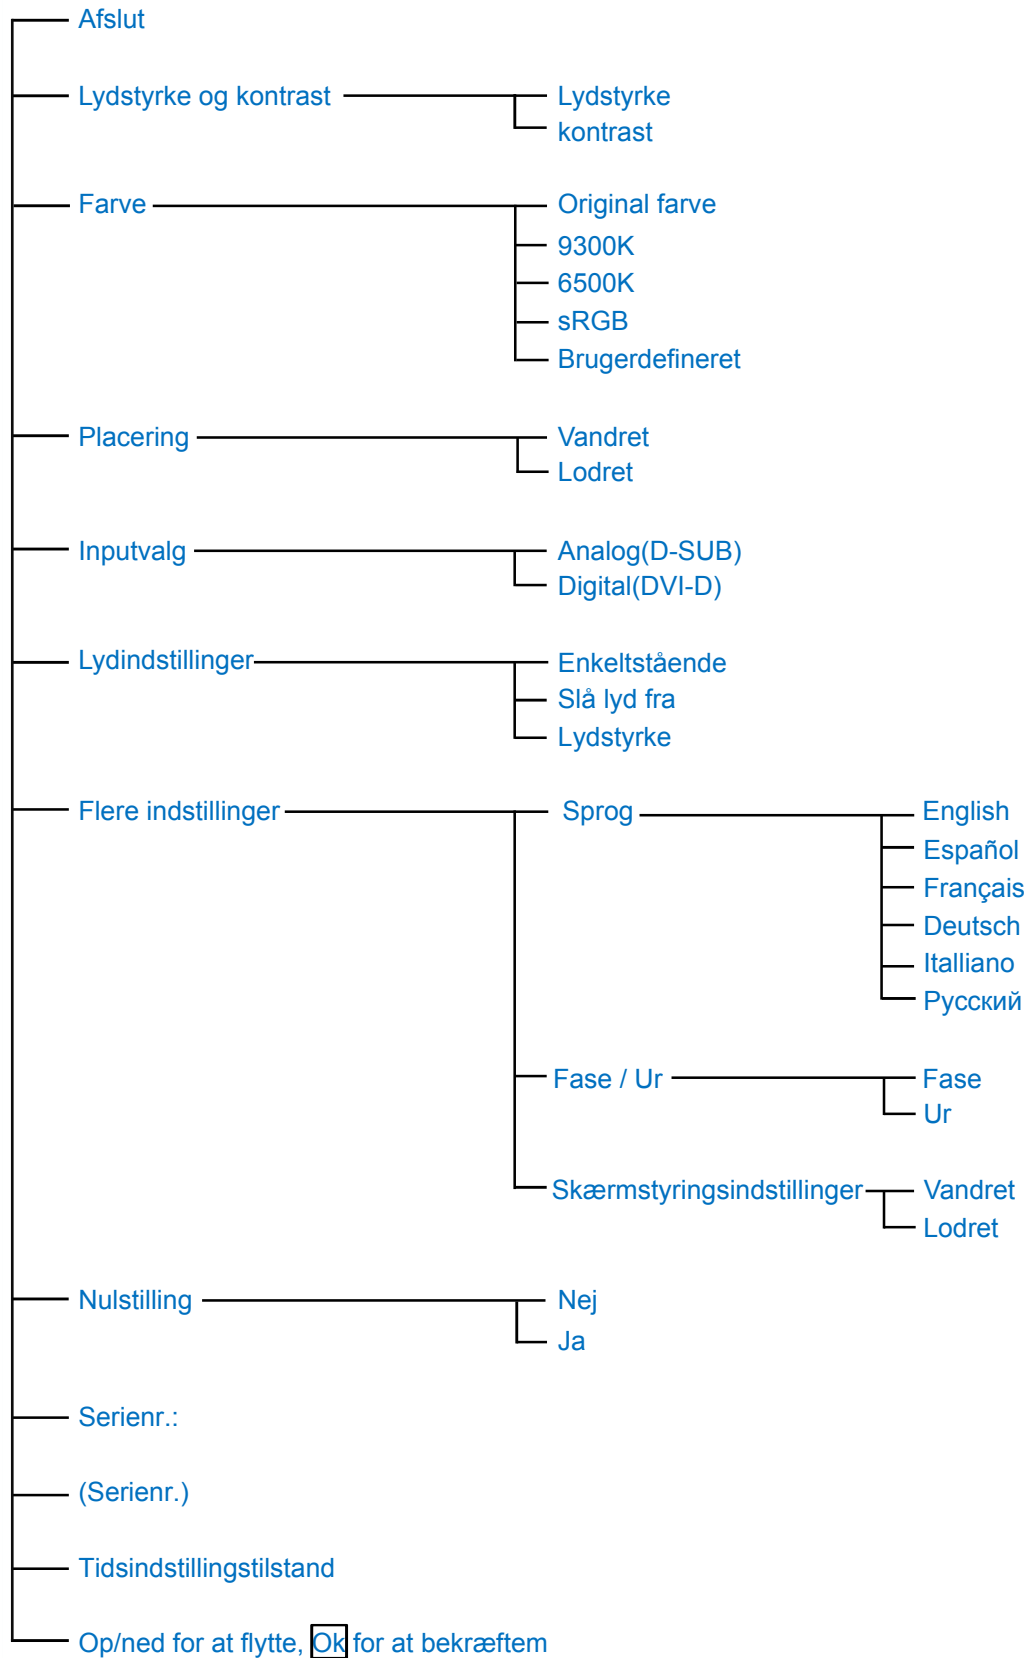 Afslut
Lydstyrke og kontrast
Lydstyrke
kontrast
Farve
Original farve
9300K
6500K
sRGB
Brugerdefineret
Placering
Vandret
Lodret
Inputvalg
Analog(D-SUB)
Digital(DVI-D)
Lydindstillinger
Enkeltstående
Slå lyd fra
Lydstyrke
Flere indstillinger
Sprog
English
Español
Français
Deutsch
Italliano
Русский
Fase / Ur
Fase
Ur
Skærmstyringsindstillinger
Vandret
Lodret
Nulstilling
Nej
Ja
Serienr.:
(Serienr.)
Tidsindstillingstilstand
Op/ned for at flytte, Ok for at bekræftem